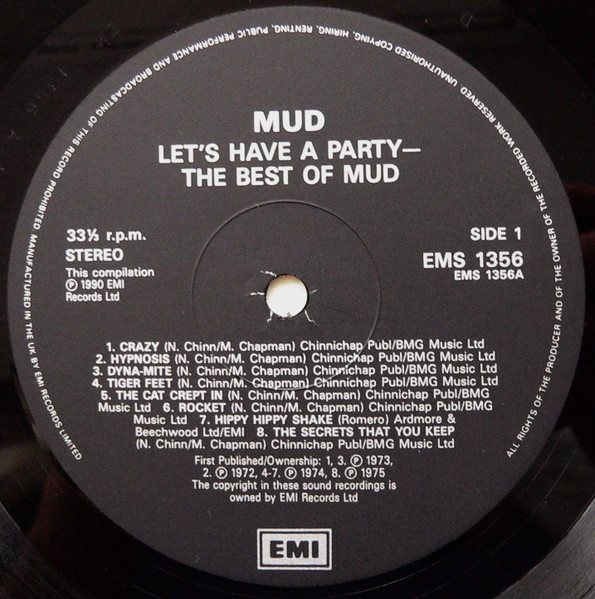 MUD
LET'S HAVE A PARTY—
THE BEST OF MUD
33⅓ r.p.m.
STEREO
This compilation
℗ 1990 EMI
Records Ltd
SIDE 1
EMS 1356
EMS 1356A
1. CRAZY (N. Chinn/M. Chapman) Chinnichap Publ/BMG Music Ltd
2. HYPNOSIS (N. Chinn/M. Chapman) Chinnichap Publ/BMG Music Ltd
3. DYNA-MITE (N. Chinn/M. Chapman) Chinnichap Publ/BMG Music Ltd
4. TIGER FEET (N. Chinn/M. Chapman) Chinnichap Publ/BMG Music Ltd
5. THE CAT CREPT IN (N. Chinn/M. Chapman) Chinnichap Publ/BMG
Music Ltd 6. ROCKET (N. Chinn/M. Chapman) Chinnichap Publ/BMG
Music Ltd 7. HIPPY HIPPY SHAKE (Romero) Ardmore &
Beechwood Ltd/EMI 8. THE SECRETS THAT YOU KEEP
(N. Chinn/M. Chapman) Chinnichap Publ/BMG Music Ltd
First Published/Ownership: 1, 3. ℗ 1973,
2. ℗ 1972, 4-7. ℗ 1974, 8. ℗ 1975
The copyright in these sound recordings is
owned by EMI Records Ltd
EMI
ALL RIGHTS OF THE PRODUCER AND OF THE OWNER OF THE RECORDED WORK RESERVED UNAUTHORISED COPYING, HIRING, RENTING, PUBLIC PERFORMANCE AND BROADCASTING OF THIS RECORD PROHIBITED MANUFACTURED IN THE UK BY EMI RECORDS LIMITED